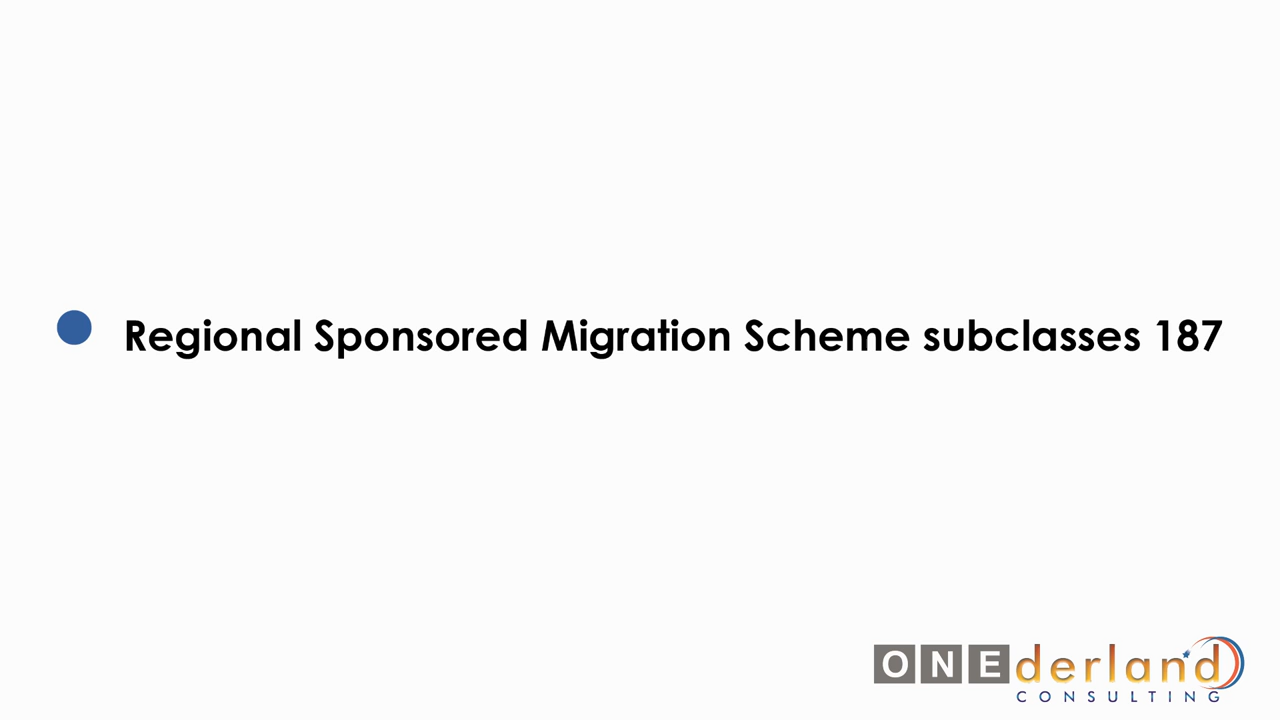 Regional Sponsored Migration Scheme subclasses 187
ONEderland
CONSULTING